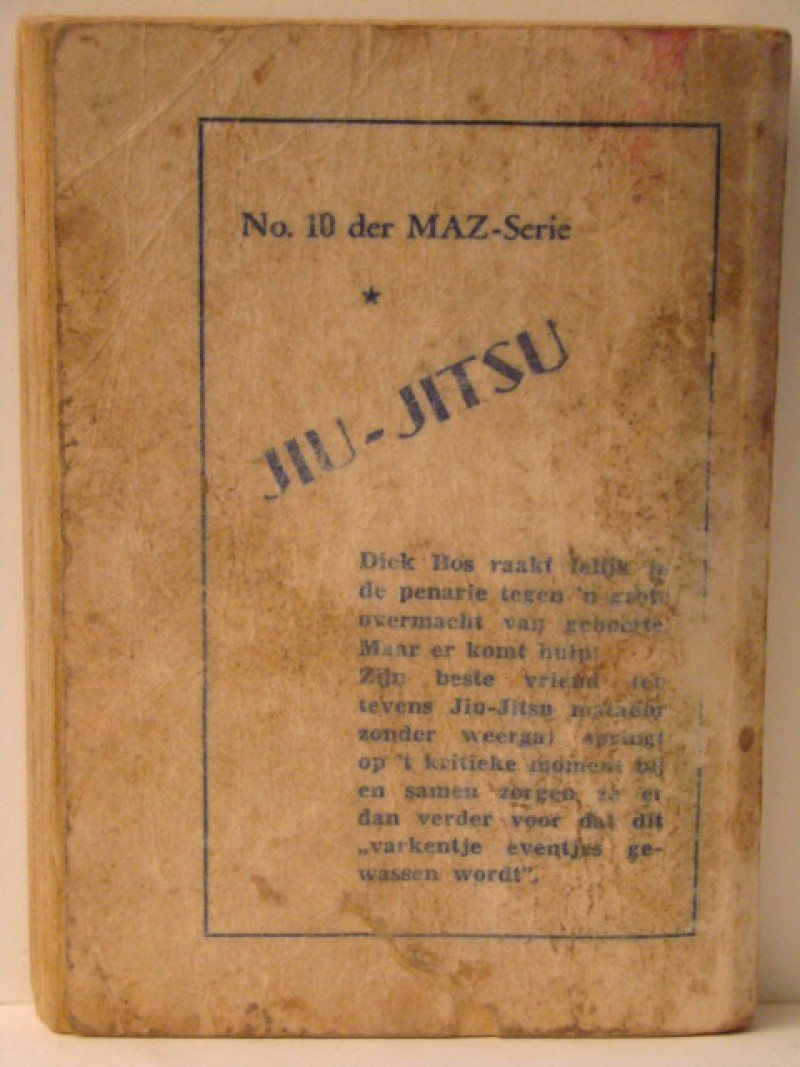 No. 10 der MAZ-Serie
JIU-JITSU
Dick Bos raakt lelijk in
de penarie tegen 'n grote
overmacht van geboefte.
Maar er komt hulp!
Zijn beste vriend
tevens Jiu-Jitsu matador
zonder weerga! springt
op 't kritieke moment bij
en samen zorgen ze er
dan verder voor dat dit
„varkentje eventjes ge-
wassen wordt".